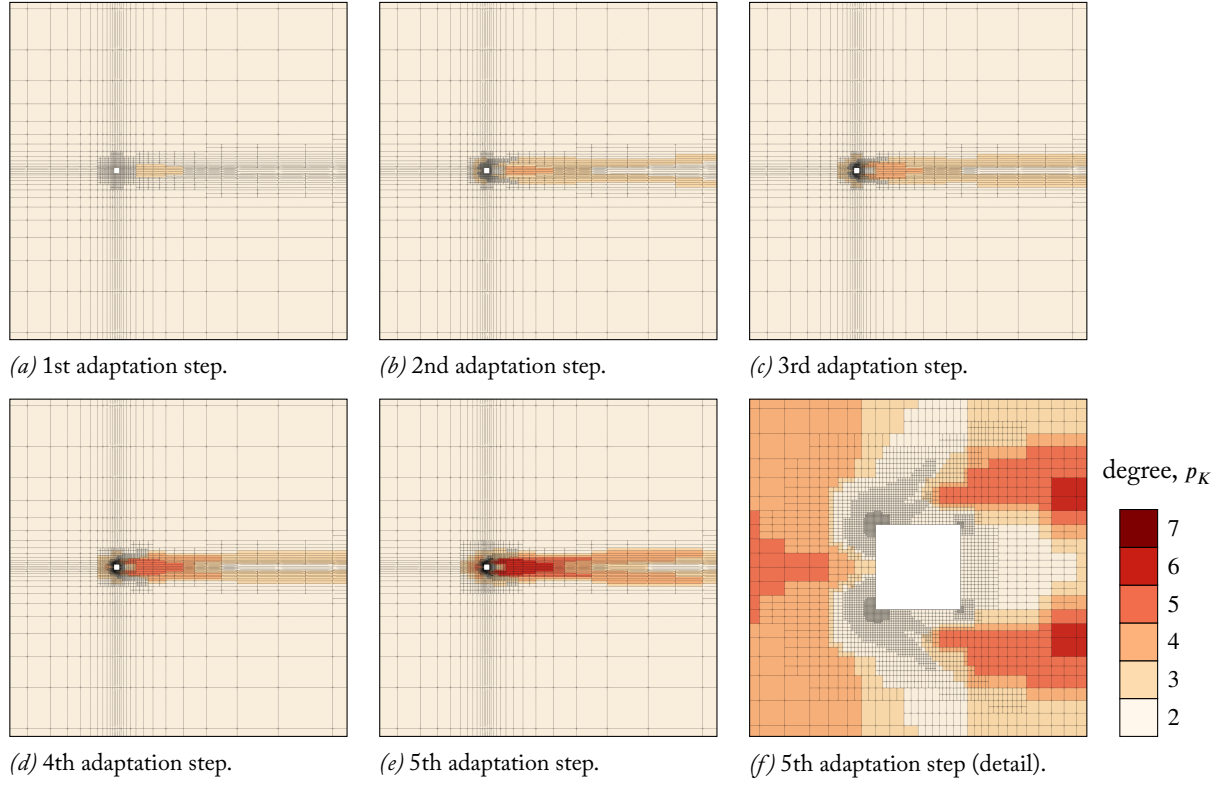 (a) 1st adaptation step.
(b) 2nd adaptation step.
(c) 3rd adaptation step.
degree, p_K
7
6
5
4
3
2
(d) 4th adaptation step.
(e) 5th adaptation step.
(f) 5th adaptation step (detail).